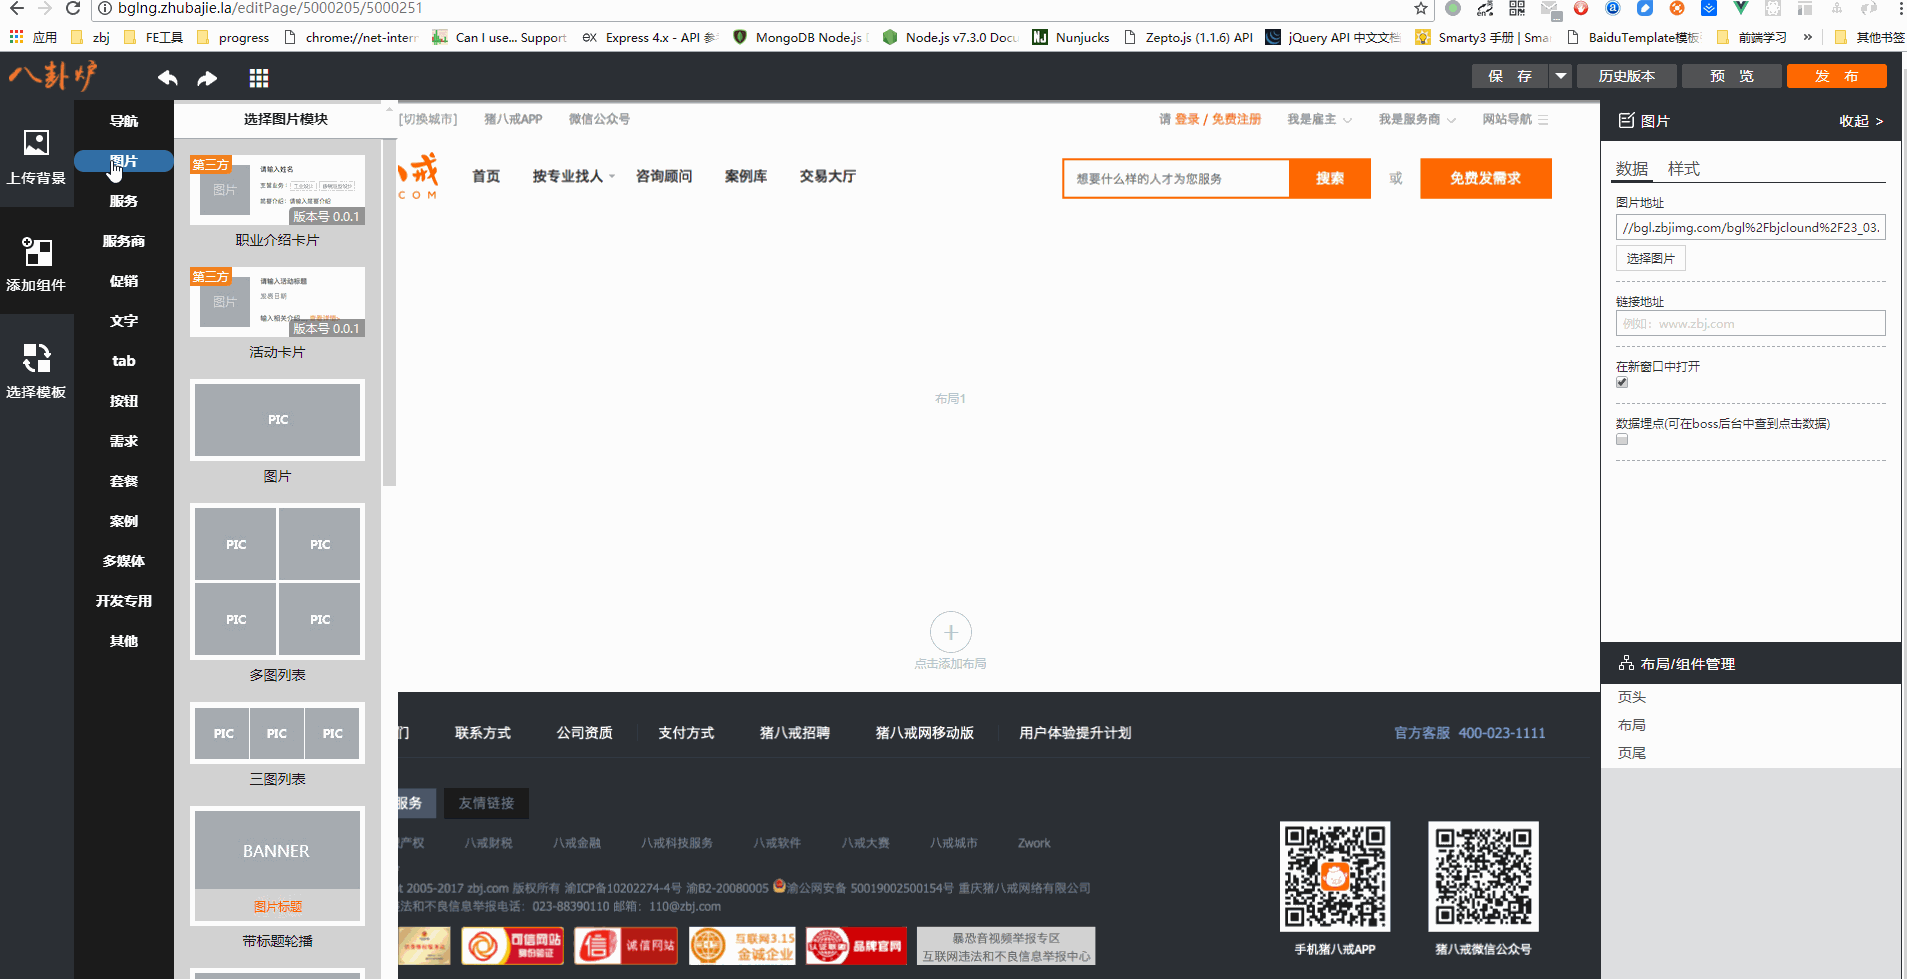 bglng.zhubajie.la/editPage/5000205/5000251
应用 zbj FE工具 progress chrome://net-intern Can I use... Support Express 4.x - API 参 MongoDB Node.js Node.js v7.3.0 Docu Nunjucks Zepto.js (1.1.6) API jQuery API 中文文档 Smarty3 手册 | Sma BaiduTemplate模板 前端学习 » 其他书签
八卦炉
保 存 历史版本 预 览 发 布
上传背景
添加组件
选择模板
导航
图片
服务
服务商
促销
文字
tab
按钮
需求
套餐
案例
多媒体
开发专用
其他
选择图片模块
第三方
图片
请输入姓名
版本号 0.0.1
职业介绍卡片
第三方
图片
请输入活动标题
发表日期
输入相关介绍...
版本号 0.0.1
活动卡片
PIC
图片
PIC PIC
PIC PIC
多图列表
PIC PIC PIC
三图列表
BANNER
图片标题
带标题轮播
[切换城市] 猪八戒APP 微信公众号 请 登录 / 免费注册 我是雇主 我是服务商 网站导航
戒
COM
首页 按专业找人 咨询顾问 案例库 交易大厅
想要什么样的人才为您服务 搜索 或 免费发需求
布局1
点击添加布局
们 联系方式 公司资质 支付方式 猪八戒招聘 猪八戒网移动版 用户体验提升计划 官方客服 400-023-1111
服务 友情链接
产权 八戒财税 八戒金融 八戒科技服务 八戒软件 八戒大赛 八戒城市 Zwork
t 2005-2017 zbj.com 版权所有 渝ICP备10202274-4号 渝B2-20080005 渝公网安备 50019002500154号 重庆猪八戒网络有限公司
法和不良信息举报电话：023-88390110 邮箱：110@zbj.com
可信网站
身份验证
信 诚信网站
互联网3.15
金诚企业
品牌官网
暴恐音视频举报专区
互联网违法和不良信息举报中心
手机猪八戒APP 猪八戒微信公众号
图片 收起 >
数据 样式
图片地址
//bgl.zbjimg.com/bgl%2Fbjclound%2F23_03.
选择图片
链接地址
例如：www.zbj.com
在新窗口中打开
数据埋点(可在boss后台中查到点击数据)
布局/组件管理
页头
布局
页尾